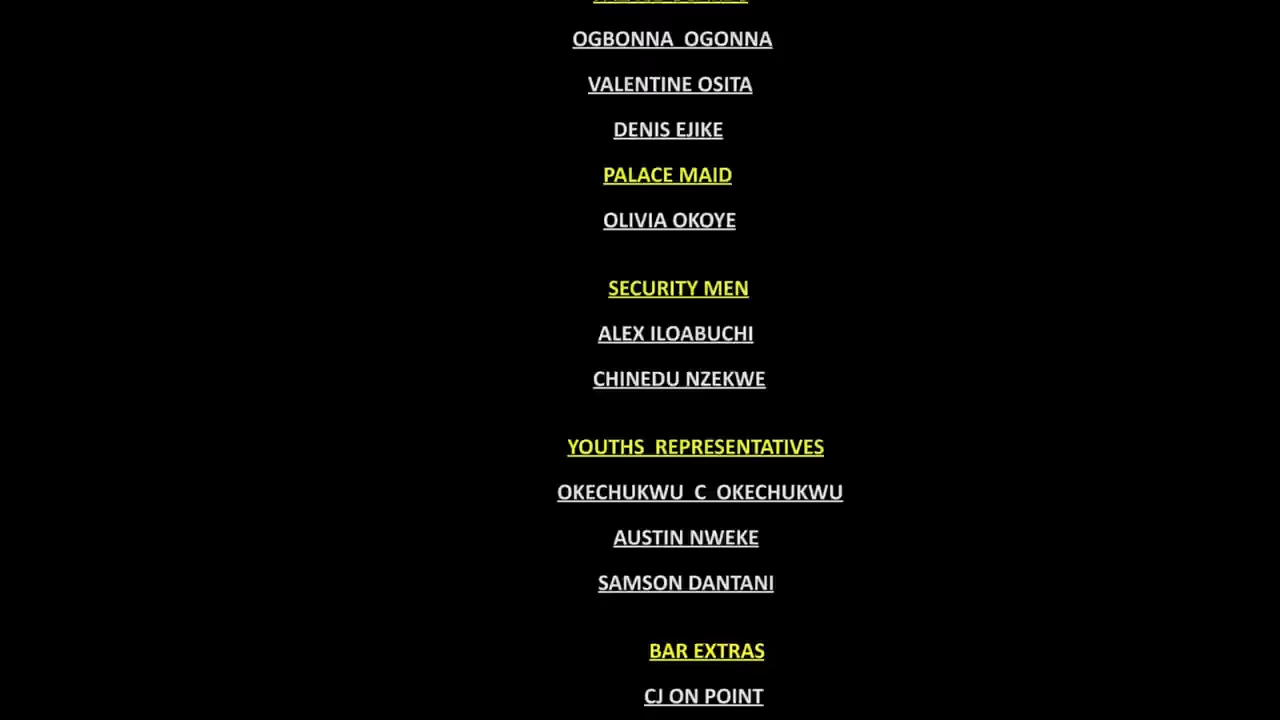 OGBONNA  OGONNA
VALENTINE OSITA
DENIS EJIKE
PALACE MAID
OLIVIA OKOYE
SECURITY MEN
ALEX ILOABUCHI
CHINEDU NZEKWE
YOUTHS  REPRESENTATIVES
OKECHUKWU  C  OKECHUKWU
AUSTIN NWEKE
SAMSON DANTANI
BAR EXTRAS
CJ ON POINT